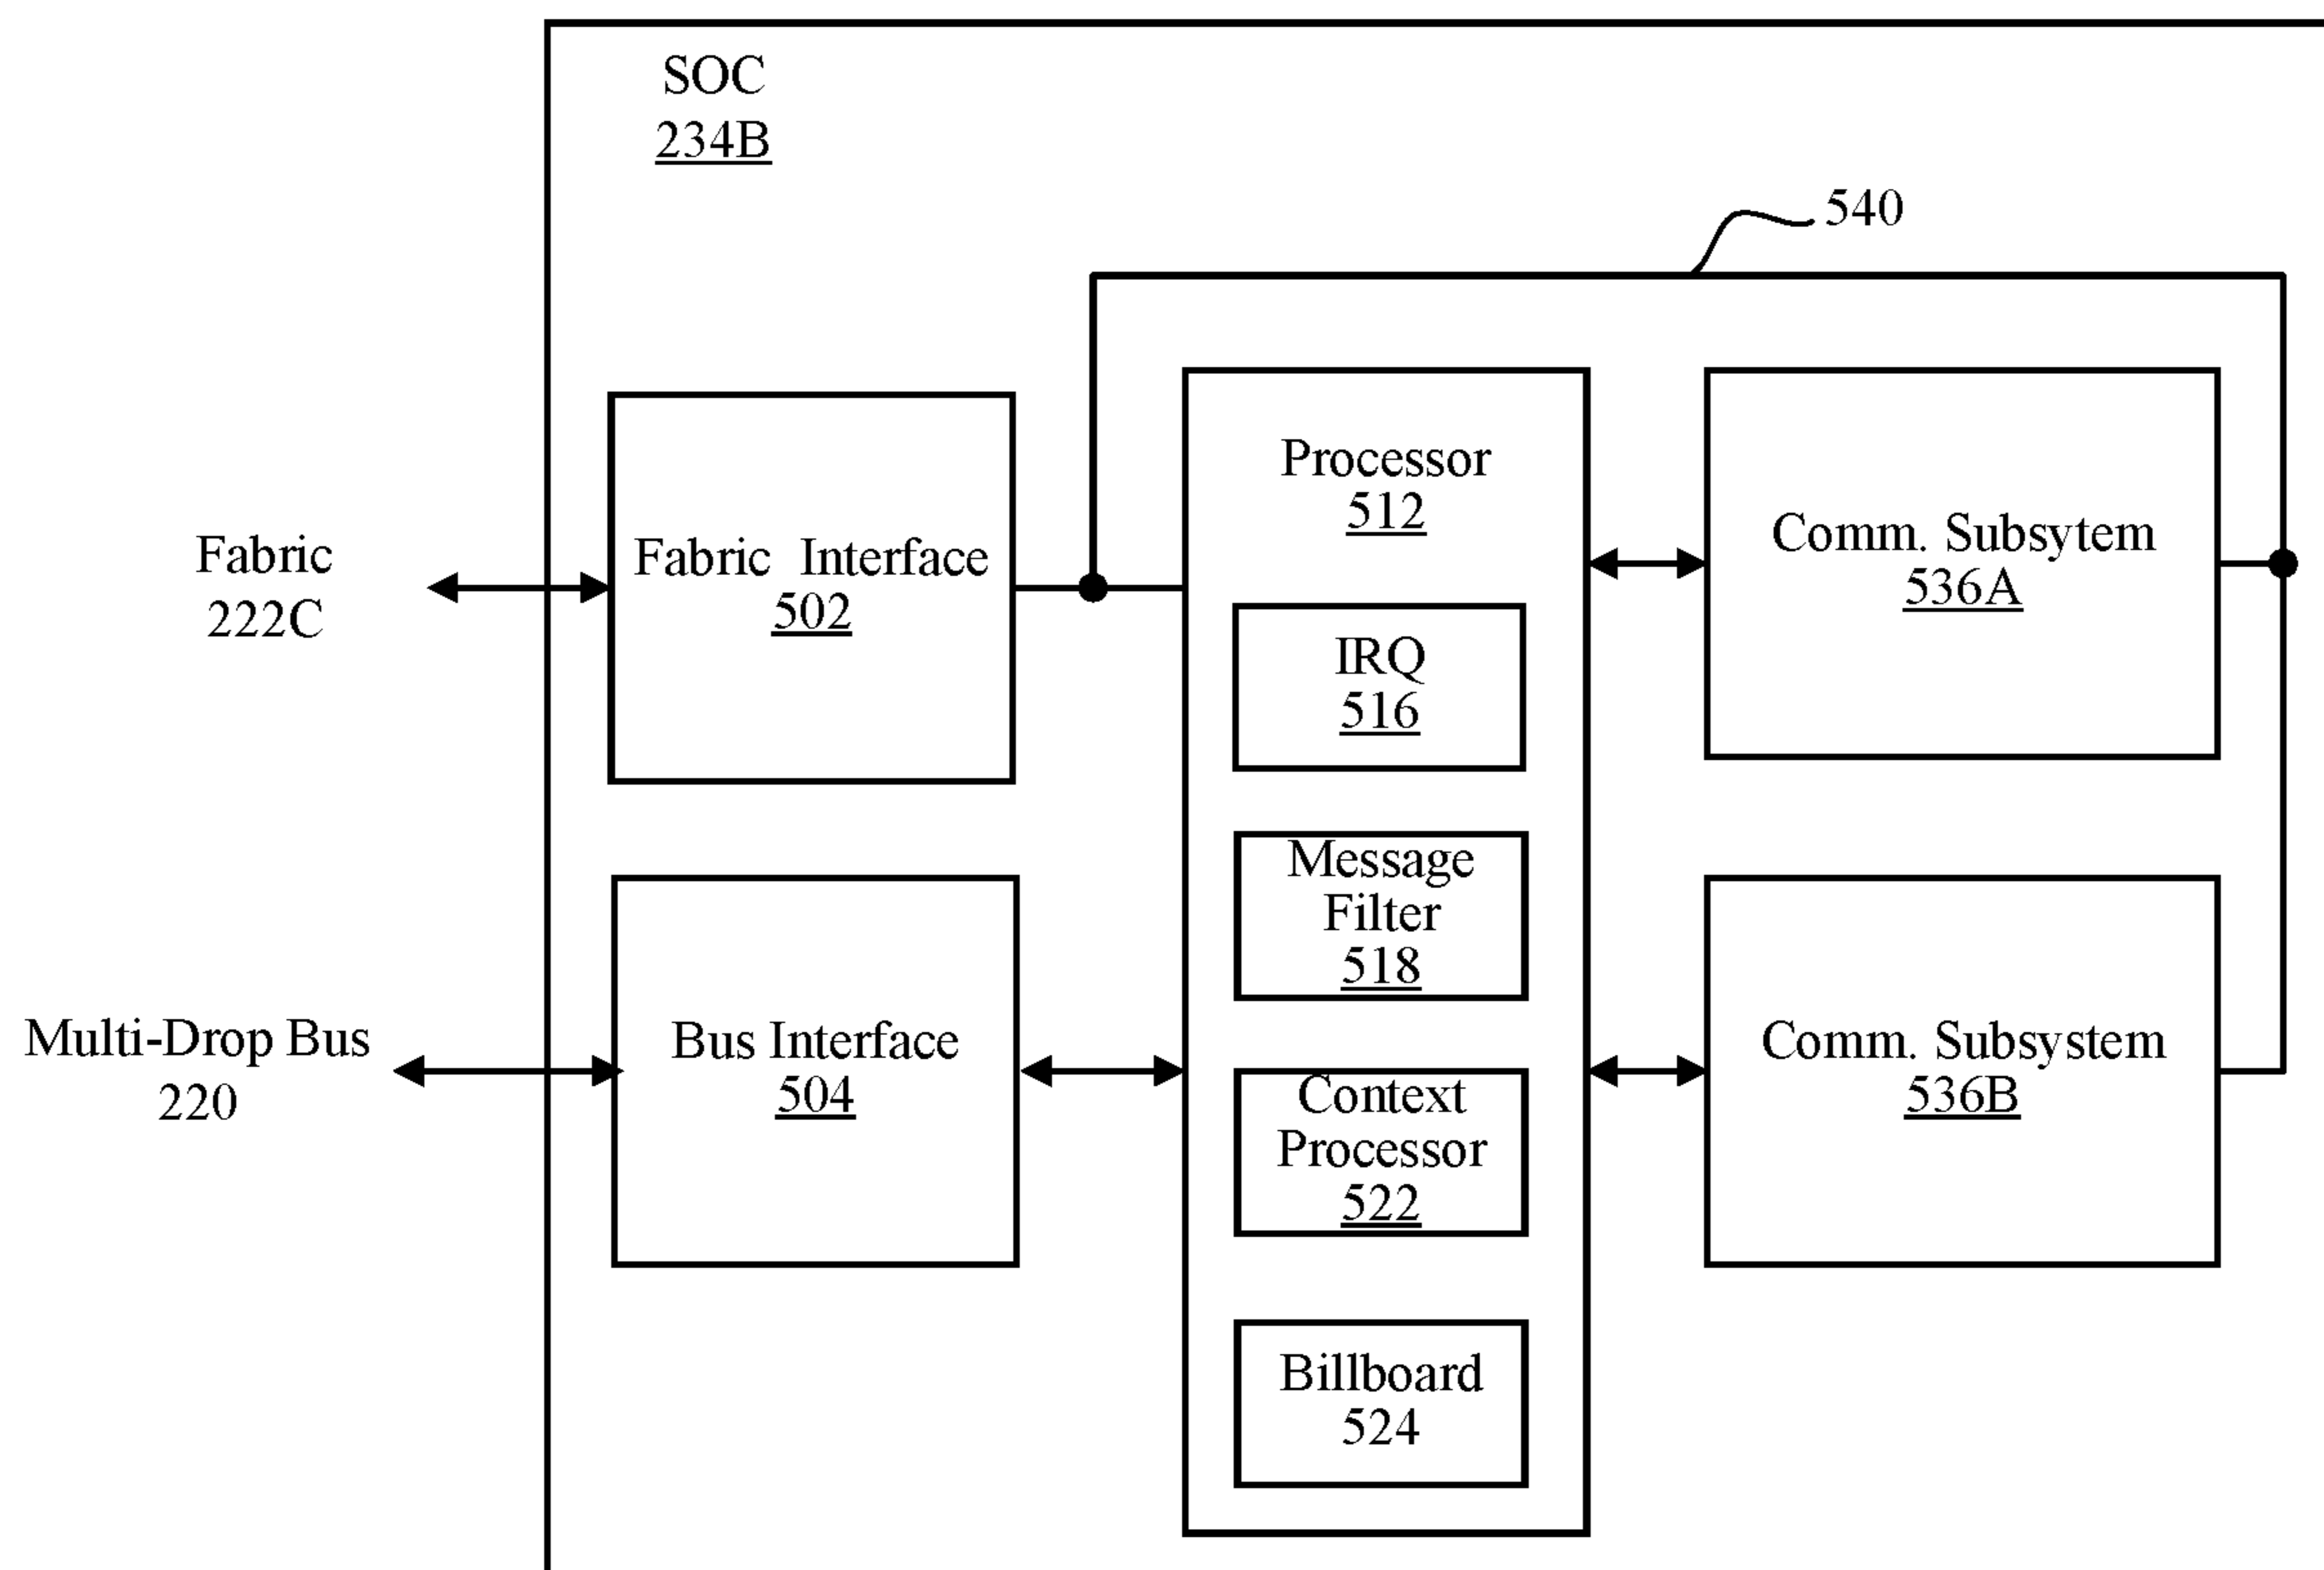 SOC
234B
540
Fabric
222C
Fabric Interface
502
Multi-Drop Bus
220
Bus Interface
504
Processor
512
IRQ
516
Message
Filter
518
Context
Processor
522
Billboard
524
Comm. Subsytem
536A
Comm. Subsystem
536B